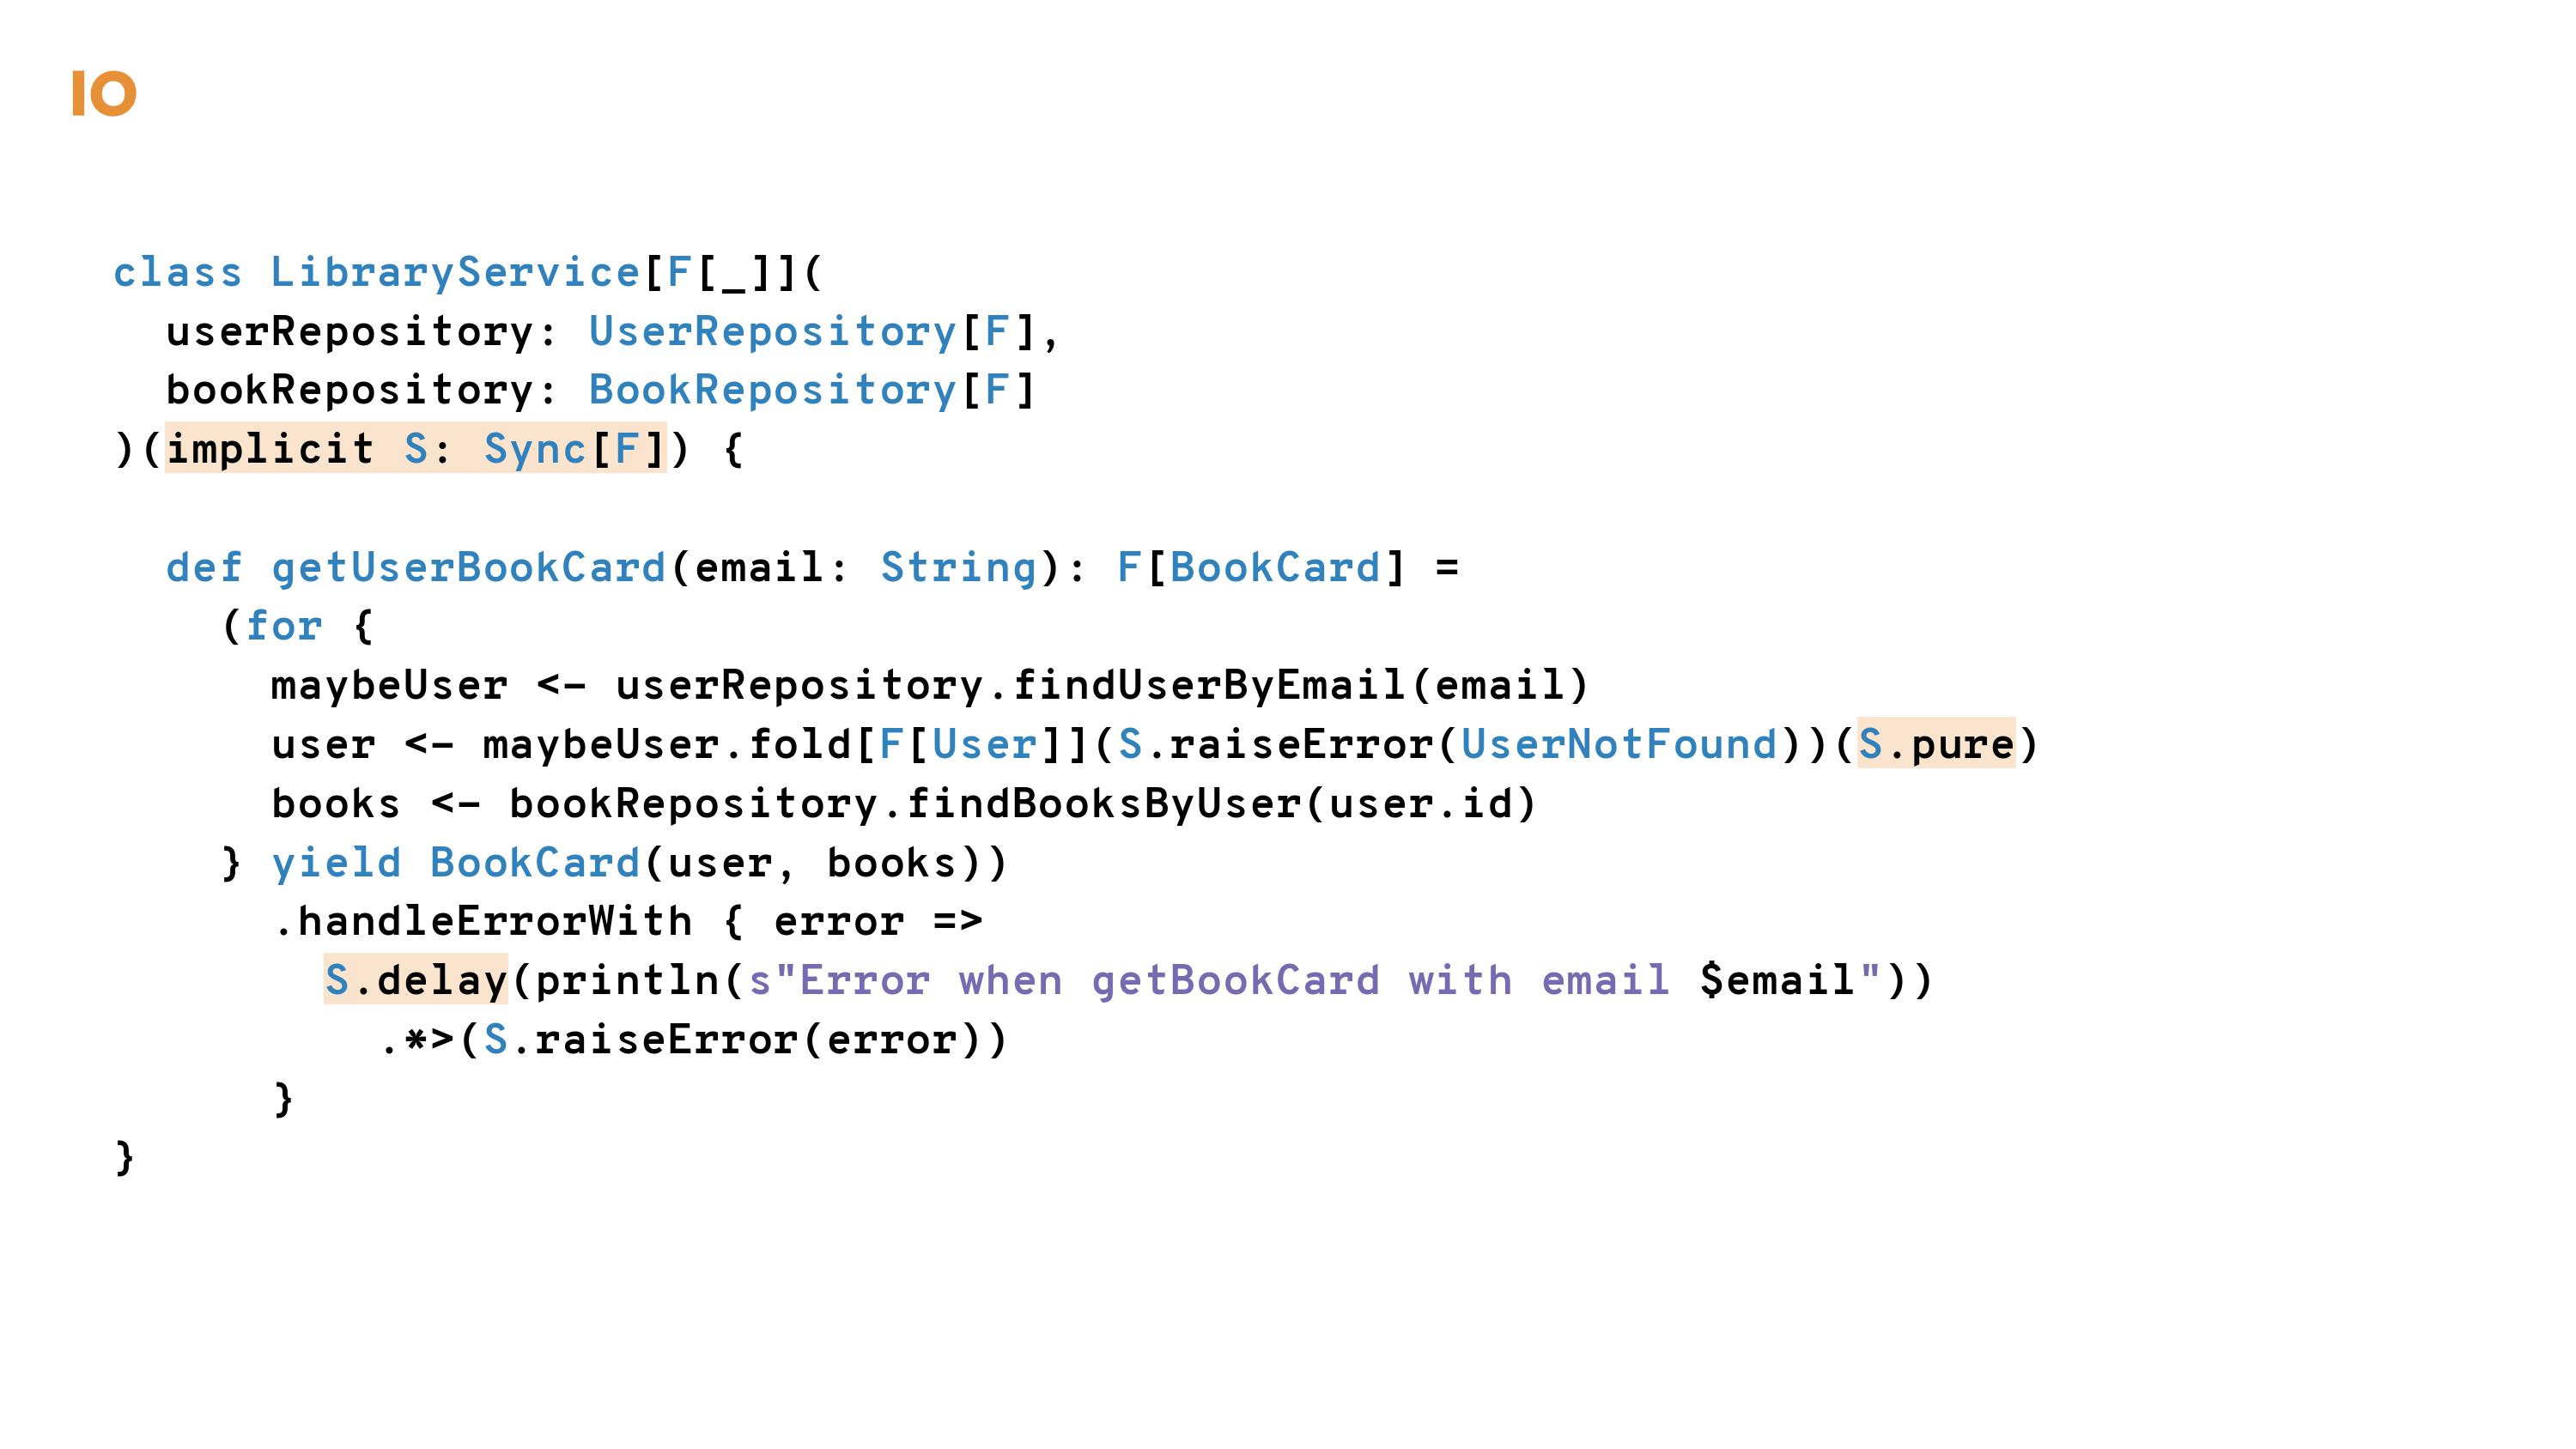 IO
class LibraryService[F[_]](
  userRepository: UserRepository[F],
  bookRepository: BookRepository[F]
)(implicit S: Sync[F]) {
  def getUserBookCard(email: String): F[BookCard] =
    (for {
      maybeUser <- userRepository.findUserByEmail(email)
      user <- maybeUser.fold[F[User]](S.raiseError(UserNotFound))(S.pure)
      books <- bookRepository.findBooksByUser(user.id)
    } yield BookCard(user, books))
      .handleErrorWith { error =>
        S.delay(println(s"Error when getBookCard with email $email"))
          .*>(S.raiseError(error))
      }
}